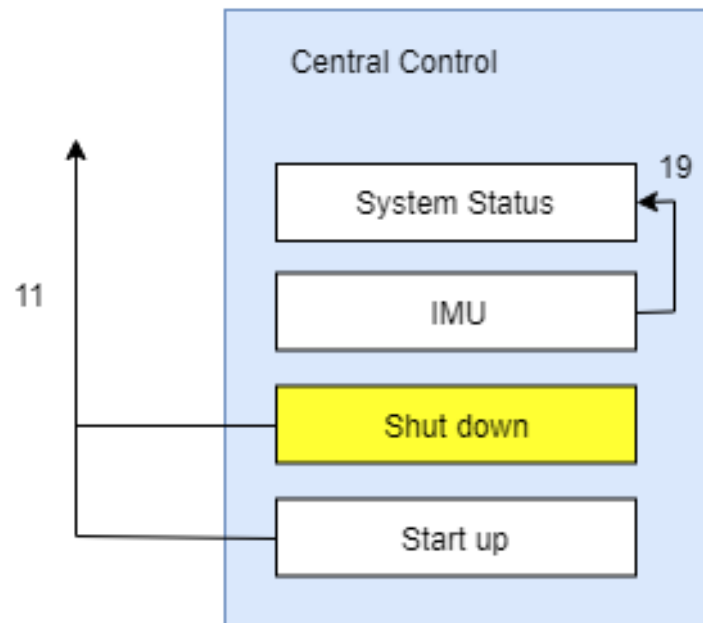 Central Control
19
System Status
11
IMU
Shut down
Start up